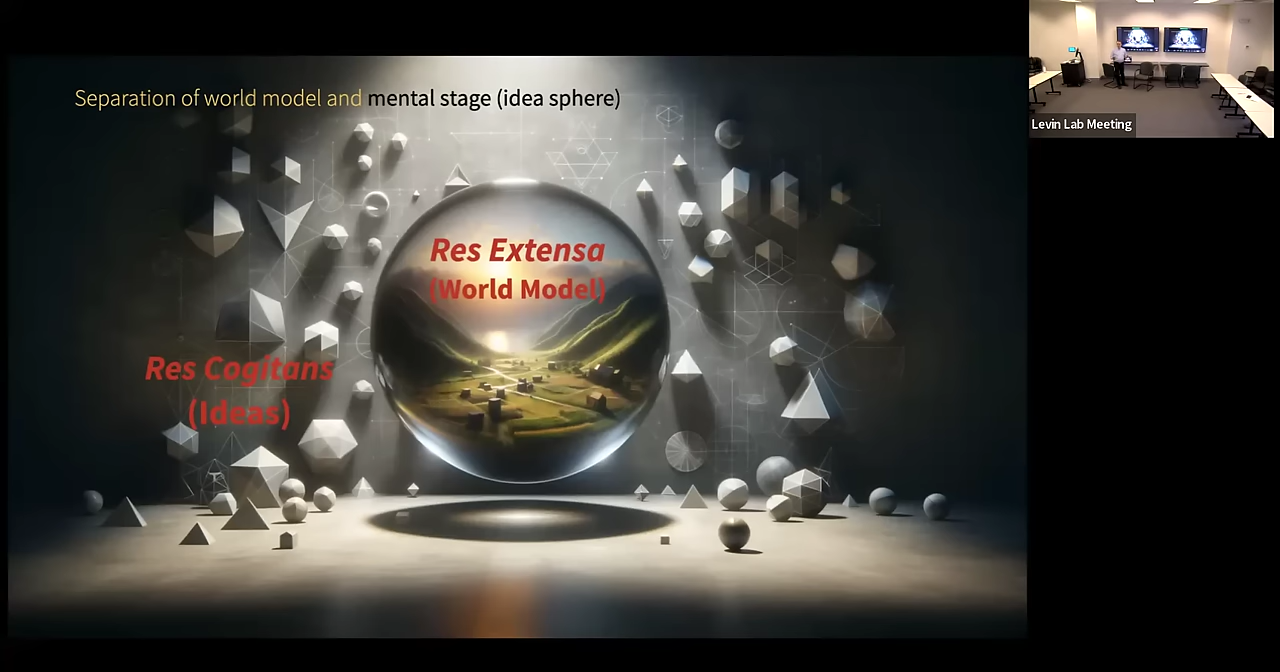 Separation of world model and mental stage (idea sphere)
Res Extensa
(World Model)
Res Cogitans
(Ideas)
Levin Lab Meeting